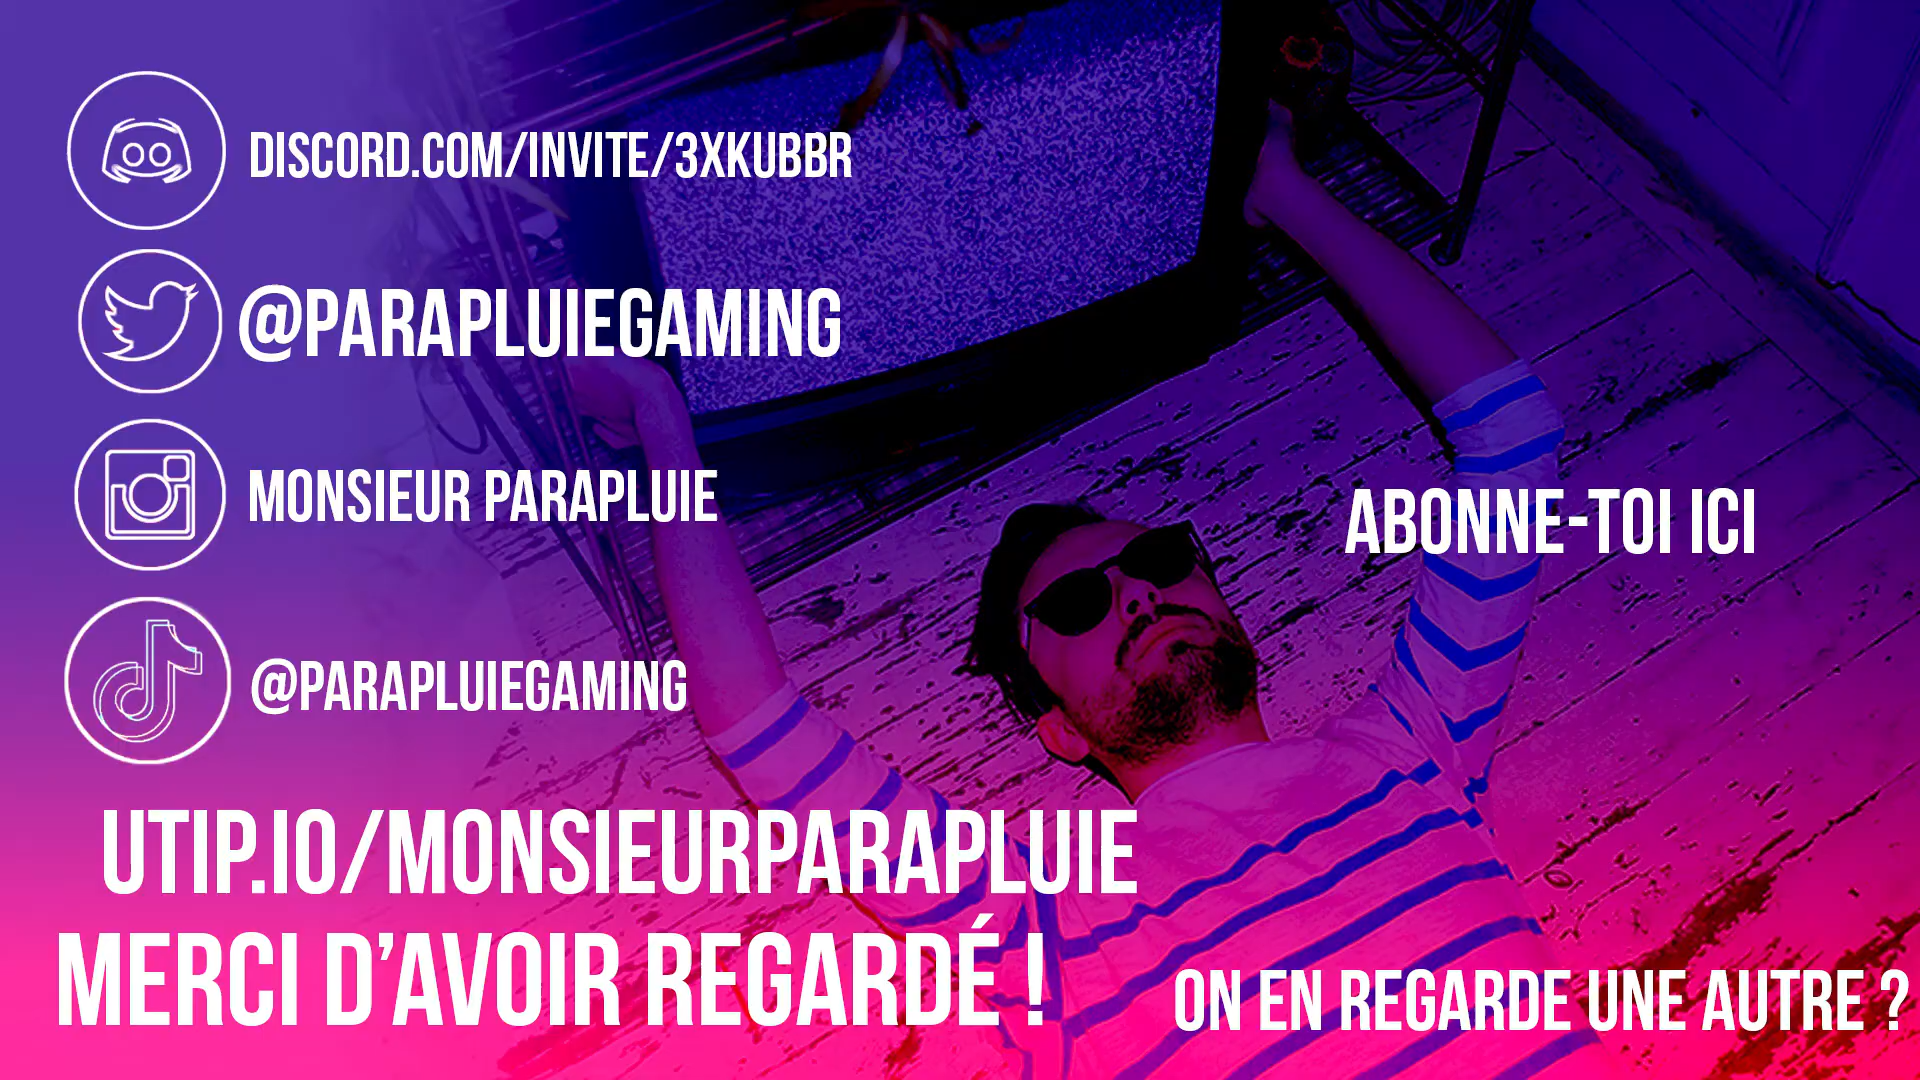 DISCORD.COM/INVITE/3XKUBBR
@PARAPLUIEGAMING
MONSIEUR PARAPLUIE
@PARAPLUIEGAMING
ABONNE-TOI ICI
UTIP.IO/MONSIEURPARAPLUIE
MERCI D’AVOIR REGARDÉ !
ON EN REGARDE UNE AUTRE ?